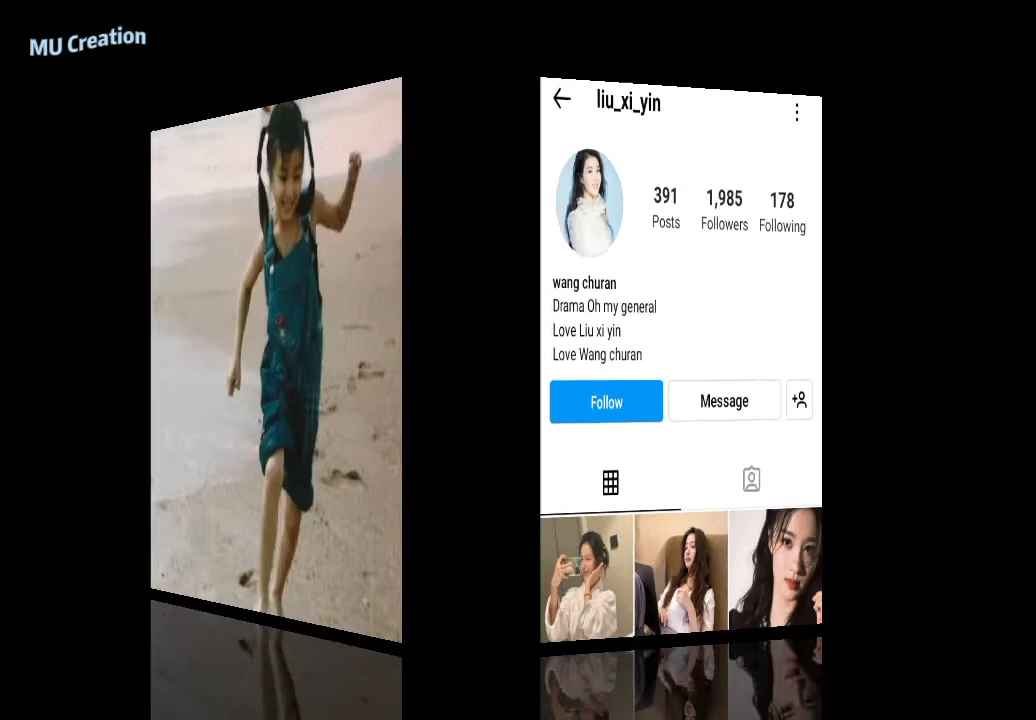 MU Creation
liu_xi_yin
391
1,985
178
Posts
Followers
Following
wang churan
Drama Oh my general
Love Liu xi yin
Love Wang churan
Follow
Message